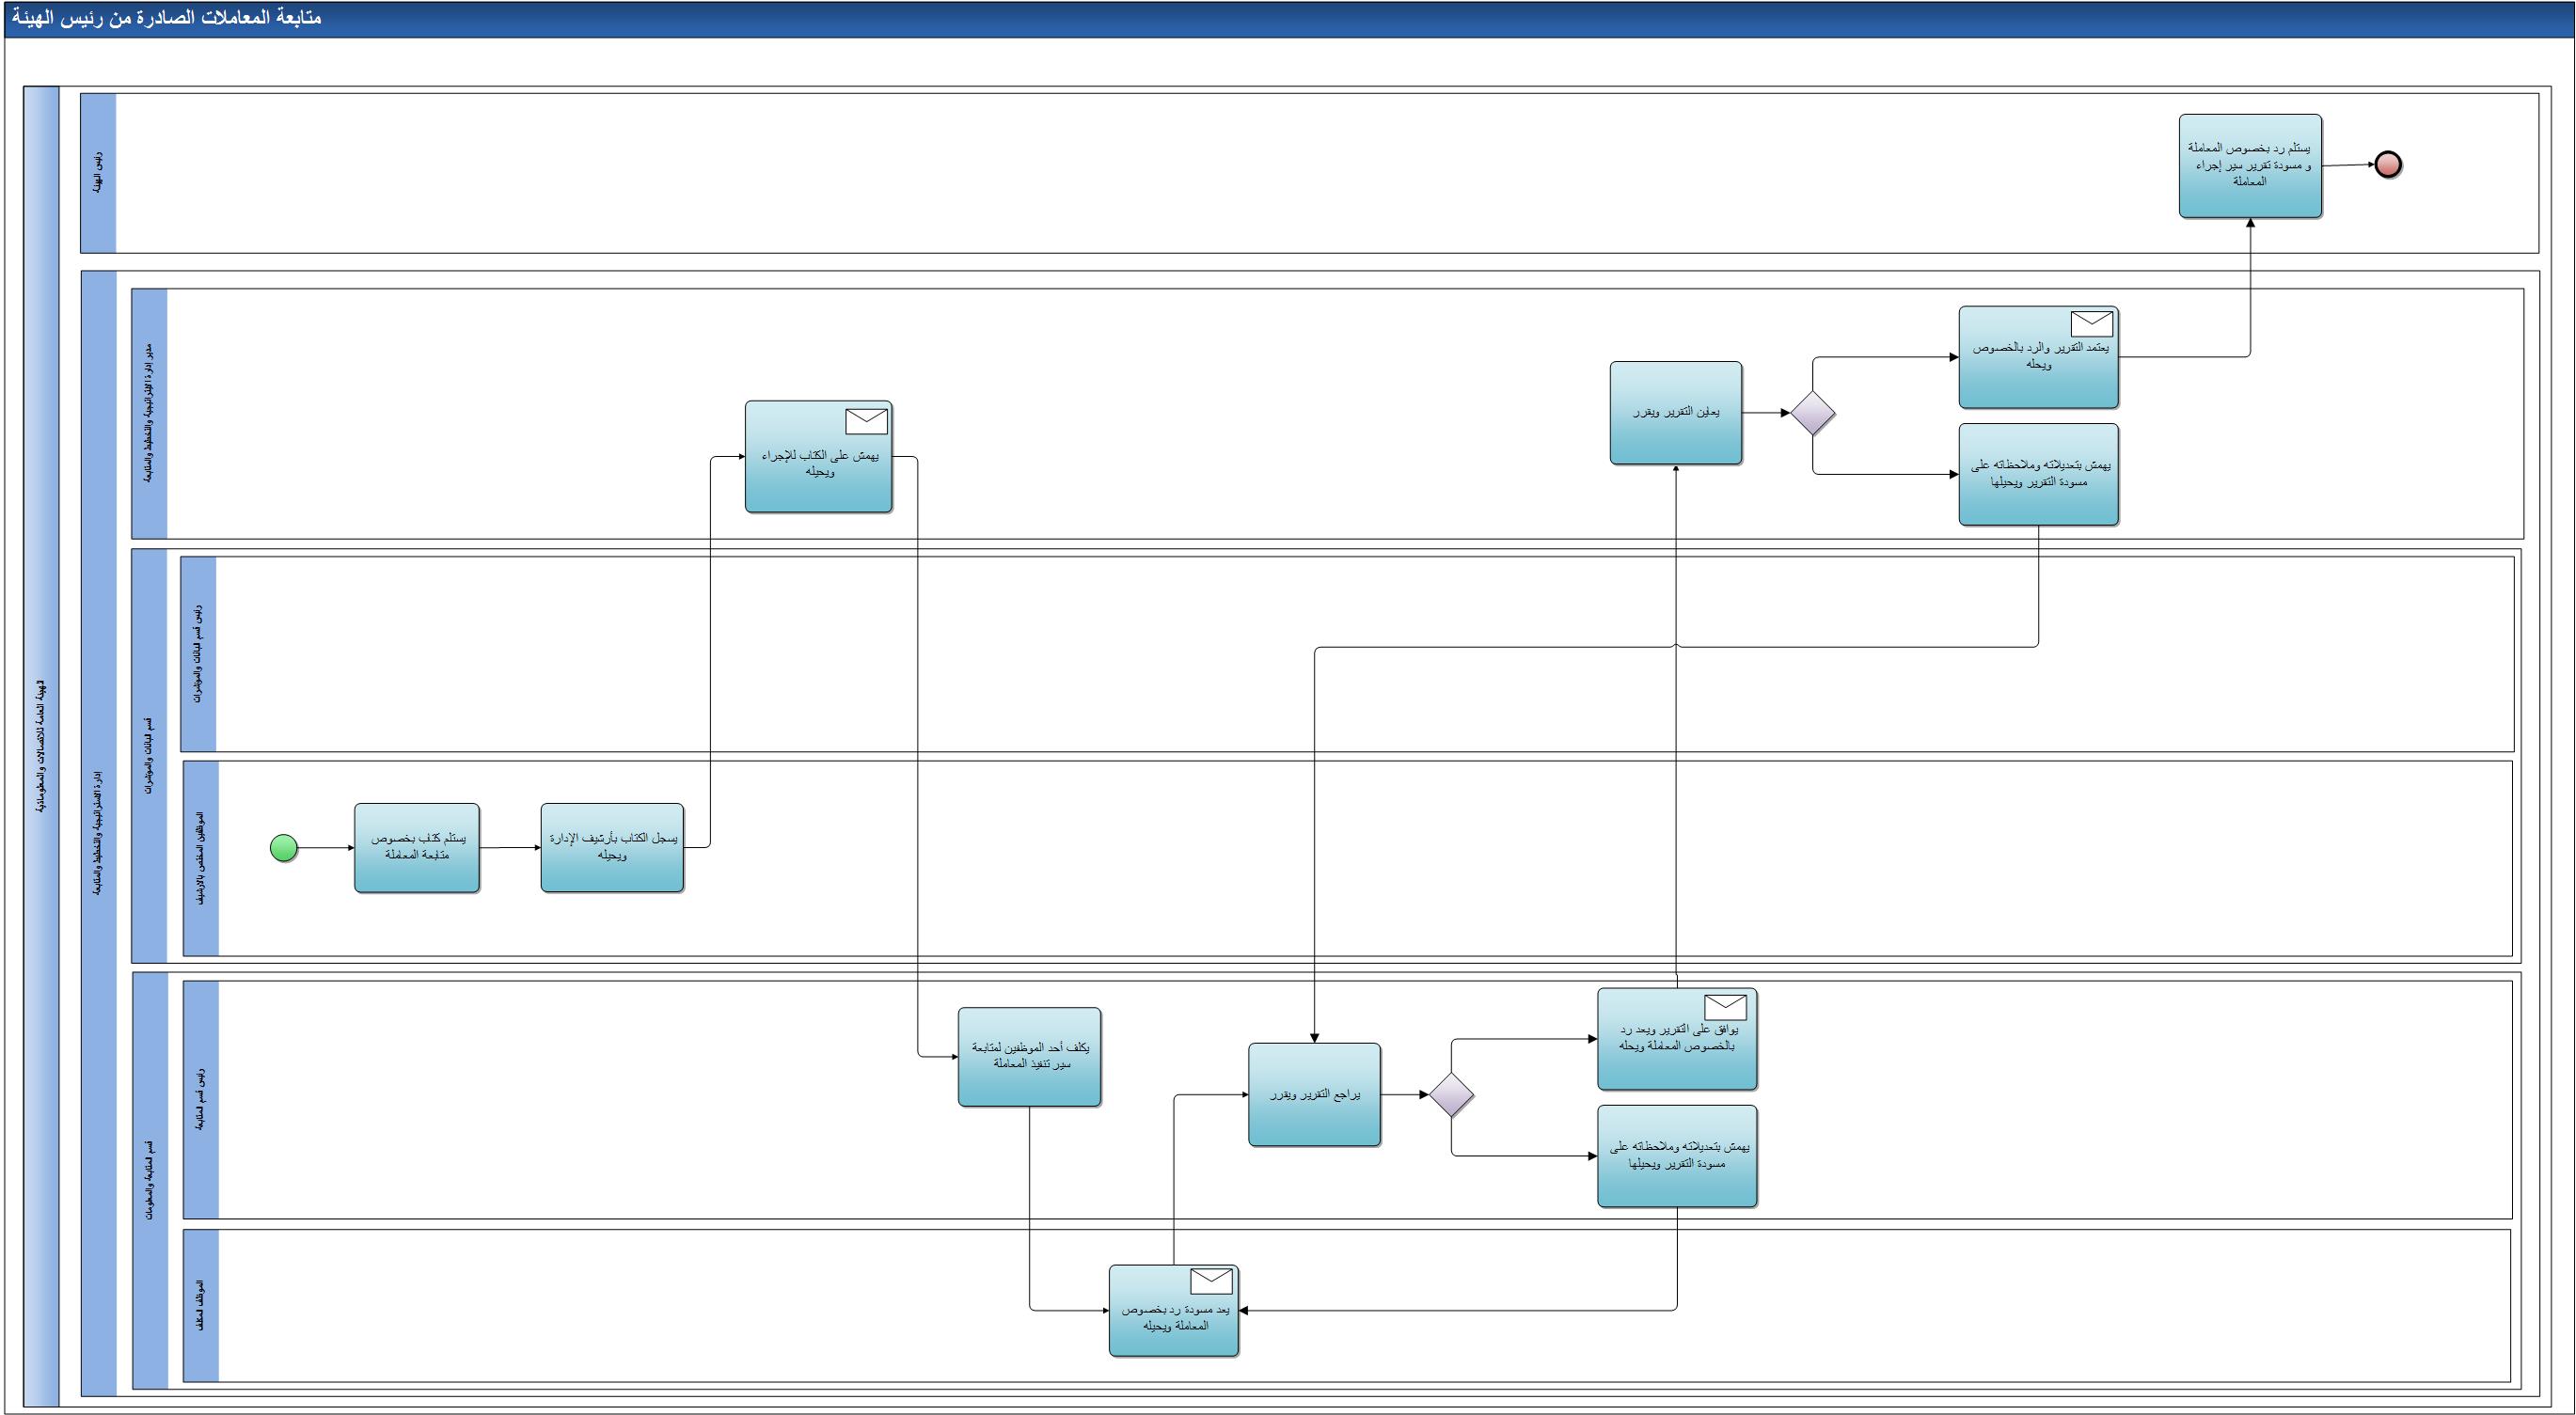 متابعة المعاملات الصادرة من رئيس الهيئة
الهيئة العامة للاتصالات والمعلوماتية
رئيس الهيئة
يستلم رد بخصوص المعاملة
و مسودة تقرير سير إجراء
المعاملة
إدارة الاستراتيجية والتخطيط والمتابعة
مدير إدارة الإستراتيجية والتخطيط والمتابعة
يهمش على الكتاب للإجراء
ويحيله
يعاين التقرير ويقرر
يعتمد التقرير والرد بالخصوص
ويحله
يهمش بتعديلاته وملاحظاته على
مسودة التقرير ويحيلها
قسم البيانات والمؤشرات
رئيس قسم البيانات والمؤشرات
الموظفين المختص بالارشيف
يستلم كتاب بخصوص
متابعة المعاملة
يسجل الكتاب بأرشيف الإدارة
ويحيله
قسم المتابعة والمعلومات
رئيس قسم المتابعة
يكلف أحد الموظفين لمتابعة
سير تنفيذ المعاملة
يراجع التقرير ويقرر
يوافق على التقرير ويعد رد
بالخصوص المعاملة ويحله
يهمش بتعديلاته وملاحظاته على
مسودة التقرير ويحيلها
الموظف المكلف
يعد مسودة رد بخصوص
المعاملة ويحيله